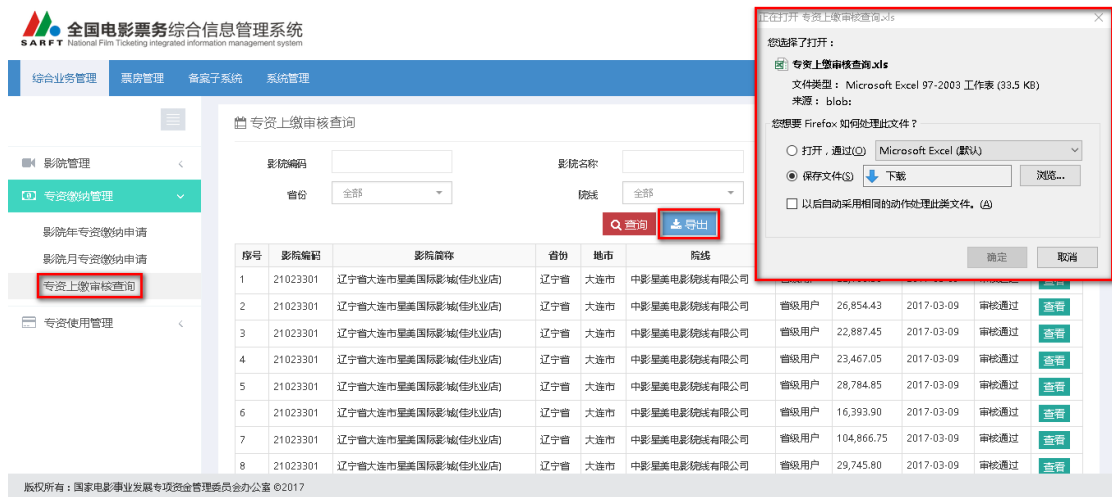 全国电影票务综合信息管理系统
SARFT National Film Ticketing integrated information management system
综合业务管理 票房管理 备案子系统 系统管理
影院管理
专资缴纳管理
影院年专资缴纳申请
影院月专资缴纳申请
专资上缴审核查询
专资使用管理
专资上缴审核查询
影院编码 影院名称
省份 全部 院线 全部
查询 导出
序号 影院编码 影院简称 省份 地市 院线
1 21023301 辽宁省大连市星美国际影城(佳兆业店) 辽宁省 大连市 中影星美电影院线有限公司 查看
2 21023301 辽宁省大连市星美国际影城(佳兆业店) 辽宁省 大连市 中影星美电影院线有限公司 省级用户 26,854.43 2017-03-09 审核通过 查看
3 21023301 辽宁省大连市星美国际影城(佳兆业店) 辽宁省 大连市 中影星美电影院线有限公司 省级用户 22,887.45 2017-03-09 审核通过 查看
4 21023301 辽宁省大连市星美国际影城(佳兆业店) 辽宁省 大连市 中影星美电影院线有限公司 省级用户 23,467.05 2017-03-09 审核通过 查看
5 21023301 辽宁省大连市星美国际影城(佳兆业店) 辽宁省 大连市 中影星美电影院线有限公司 省级用户 28,784.85 2017-03-09 审核通过 查看
6 21023301 辽宁省大连市星美国际影城(佳兆业店) 辽宁省 大连市 中影星美电影院线有限公司 省级用户 16,393.90 2017-03-09 审核通过 查看
7 21023301 辽宁省大连市星美国际影城(佳兆业店) 辽宁省 大连市 中影星美电影院线有限公司 省级用户 104,866.75 2017-03-09 审核通过 查看
8 21023301 辽宁省大连市星美国际影城(佳兆业店) 辽宁省 大连市 中影星美电影院线有限公司 省级用户 29,745.80 2017-03-09 审核通过 查看
版权所有：国家电影事业发展专项资金管理委员会办公室 ©2017
正在打开 专资上缴审核查询.xls
您选择了打开：
专资上缴审核查询.xls
文件类型： Microsoft Excel 97-2003 工作表 (33.5 KB)
来源： blob:
您想要 Firefox 如何处理此文件？
打开，通过(O) Microsoft Excel (默认)
保存文件(S) 下载 浏览...
以后自动采用相同的动作处理此类文件。(A)
确定 取消